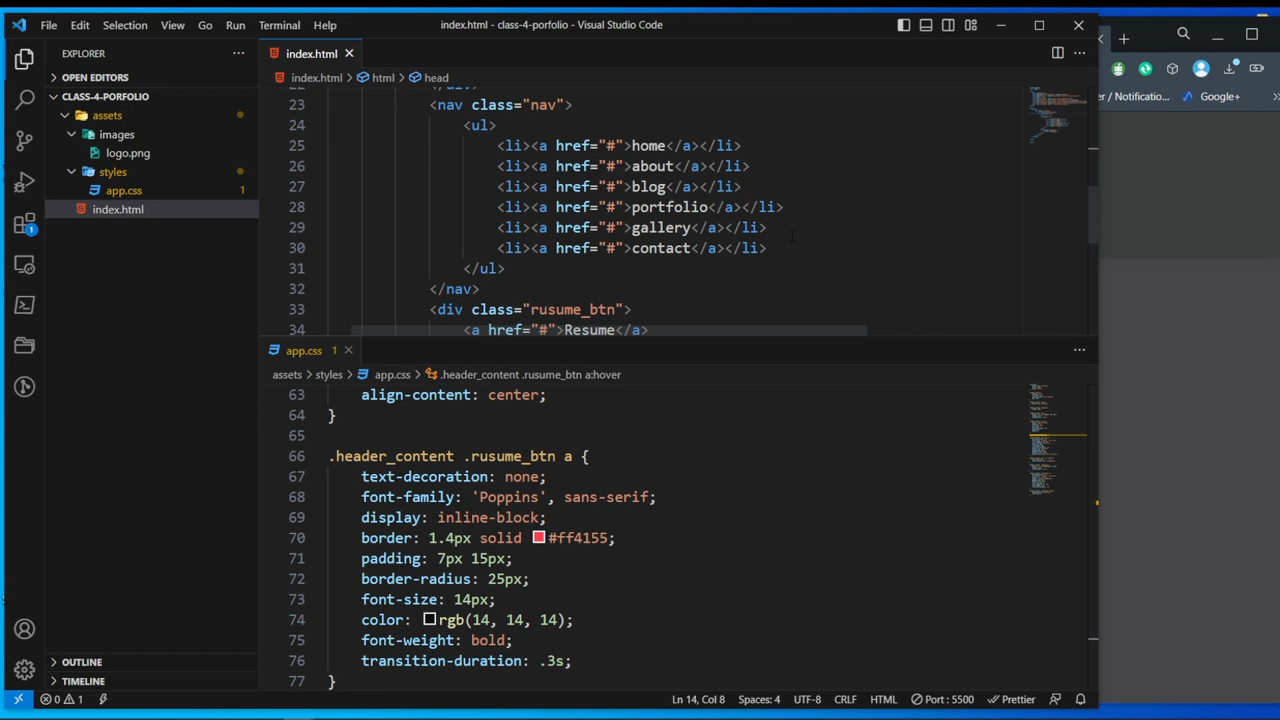 File Edit Selection View Go Run Terminal Help index.html - class-4-porfolio - Visual Studio Code
EXPLORER
index.html
OPEN EDITORS
index.html > html > head
CLASS-4-PORFOLIO
assets
images
logo.png
styles
app.css 1
index.html
23 <nav class="nav">
24 <ul>
25 <li><a href="#">home</a></li>
26 <li><a href="#">about</a></li>
27 <li><a href="#">blog</a></li>
28 <li><a href="#">portfolio</a></li>
29 <li><a href="#">gallery</a></li>
30 <li><a href="#">contact</a></li>
31 </ul>
32 </nav>
33 <div class="rusume_btn">
34 <a href="#">Resume</a>
app.css 1
assets > styles > app.css > .header_content .rusume_btn a:hover
63 align-content: center;
64 }
65
66 .header_content .rusume_btn a {
67 text-decoration: none;
68 font-family: 'Poppins', sans-serif;
69 display: inline-block;
70 border: 1.4px solid #ff4155;
71 padding: 7px 15px;
72 border-radius: 25px;
73 font-size: 14px;
74 color: rgb(14, 14, 14);
75 font-weight: bold;
76 transition-duration: .3s;
77 }
OUTLINE
TIMELINE
0 1 Ln 14, Col 8 Spaces: 4 UTF-8 CRLF HTML Port : 5500 Prettier
er / Notificatio... Google+
1